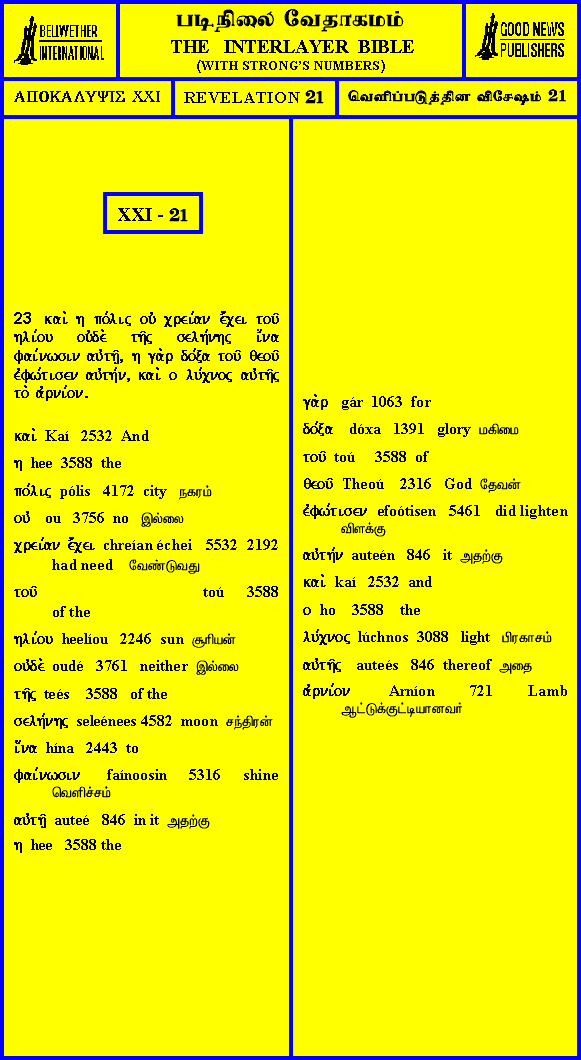 BELLWETHER
INTERNATIONAL
படிநிலை வேதாகமம்
THE INTERLAYER BIBLE
(WITH STRONG'S NUMBERS)
GOOD NEWS
PUBLISHERS
ΑΠΟΚΑΛΥΨΙΣ XXI
REVELATION 21
வெளிப்படுத்தின விசேஷம் 21
XXI - 21
23 καὶ η πόλις οὐ χρείαν ἔχει τοῦ
ηλίου οὐδὲ τῆς σελήνης ἵνα
φαίνωσιν αὐτῇ, η γὰρ δόξα τοῦ θεοῦ
ἐφώτισεν αὐτήν, καὶ ο λύχνος αὐτῆς
τὸ ἀρνίον.
καὶ Kaí 2532 And
η hee 3588 the
πόλις pólis 4172 city நகரம்
οὐ ou 3756 no இல்லை
χρείαν ἔχει chreían échei 5532 2192
had need வேண்டுவது
τοῦ toú 3588
of the
ηλίου heelíou 2246 sun சூரியன்
οὐδὲ oudé 3761 neither இல்லை
τῆς teés 3588 of the
σελήνης seleénees 4582 moon சந்திரன்
ἵνα hína 2443 to
φαίνωσιν faínoosin 5316 shine
வெளிச்சம்
αὐτῇ auteé 846 in it அதற்கு
η hee 3588 the
γὰρ gár 1063 for
δόξα dóxa 1391 glory மகிமை
τοῦ toú 3588 of
θεοῦ Theoú 2316 God தேவன்
ἐφώτισεν efoótisen 5461 did lighten
விளக்கு
αὐτήν auteén 846 it அதற்கு
καὶ kaí 2532 and
ο ho 3588 the
λύχνος lúchnos 3088 light பிரகாசம்
αὐτῆς auteés 846 thereof அதை
ἀρνίον Arníon 721 Lamb
ஆட்டுக்குட்டியானவர்